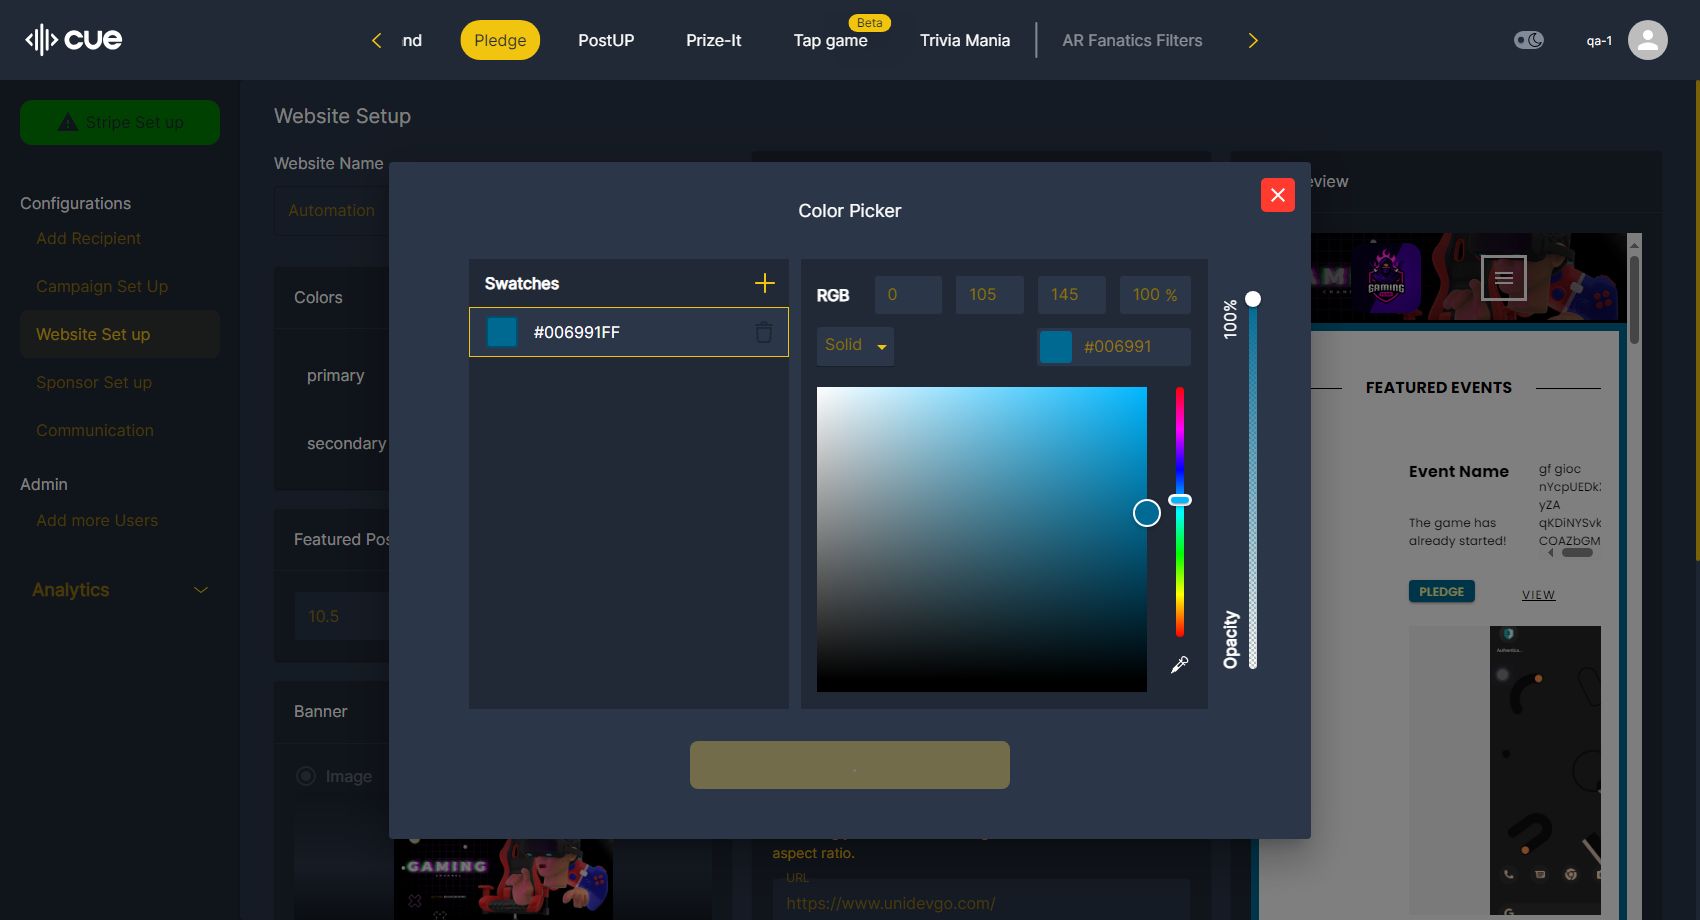 cue
nd
Pledge
PostUP
Prize-It
Beta
Tap game
Trivia Mania
AR Fanatics Filters
qa-1
Stripe Set up
Configurations
Add Recipient
Campaign Set Up
Website Set up
Sponsor Set up
Communication
Admin
Add more Users
Analytics
Website Setup
Website Name
Automation
Colors
primary
secondary
Featured Pos
10.5
Banner
Image
GAMING
Color Picker
Swatches
#006991FF
RGB
0
105
145
100 %
Solid
#006991
100%
Opacity
.
aspect ratio.
URL
https://www.unidevgo.com/
eview
GAMING
FEATURED EVENTS
Event Name
gf gioc
nYcpUEDk
yZA
qKDiNYSvk
COAZbGM
The game has
already started!
PLEDGE
VIEW